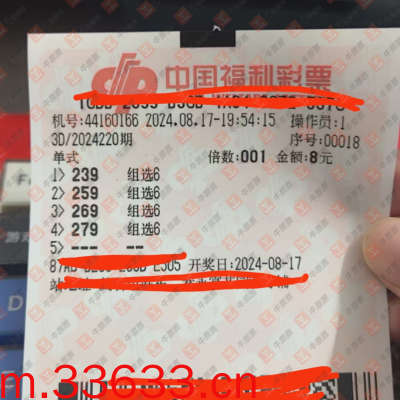 中国福利彩票
机号:44160166 2024.08.17-19:54:15 操作员:1
3D/2024220期 序号:00018
单式 倍数:001 金额:8元
1> 239 组选6
2> 259 组选6
3> 269 组选6
4> 279 组选6
5> --- --
开奖日:2024-08-17
m.33633.cn